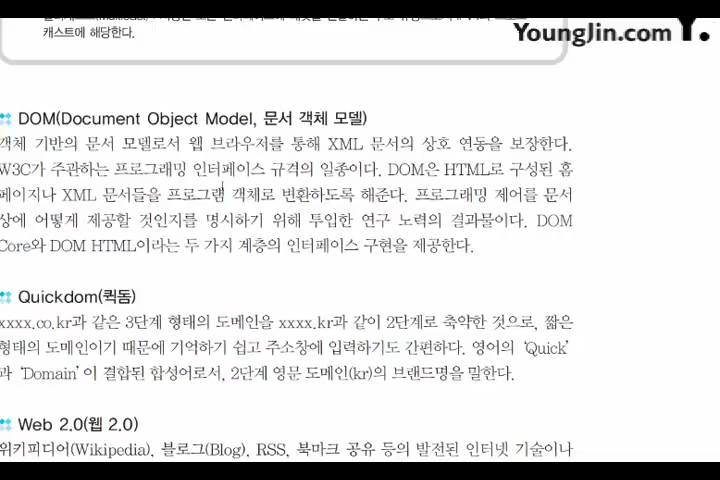 캐스트에 해당한다.
YoungJin.com Y.
DOM(Document Object Model, 문서 객체 모델)
객체 기반의 문서 모델로서 웹 브라우저를 통해 XML 문서의 상호 연동을 보장한다.
W3C가 주관하는 프로그래밍 인터페이스 규격의 일종이다. DOM은 HTML로 구성된 홈
페이지나 XML 문서들을 프로그램 객체로 변환하도록 해준다. 프로그래밍 제어를 문서
상에 어떻게 제공할 것인지를 명시하기 위해 투입한 연구 노력의 결과물이다. DOM
Core와 DOM HTML이라는 두 가지 계층의 인터페이스 구현을 제공한다.
Quickdom(퀵돔)
xxxx.co.kr과 같은 3단계 형태의 도메인을 xxxx.kr과 같이 2단계로 축약한 것으로, 짧은
형태의 도메인이기 때문에 기억하기 쉽고 주소창에 입력하기도 간편하다. 영어의 ‘Quick’
과 ‘Domain’이 결합된 합성어로서, 2단계 영문 도메인(kr)의 브랜드명을 말한다.
Web 2.0(웹 2.0)
위키피디어(Wikipedia), 블로그(Blog), RSS, 북마크 공유 등의 발전된 인터넷 기술이나